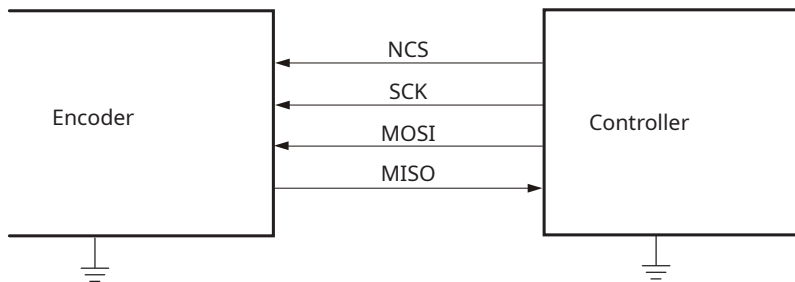 NCS
SCK
Encoder
Controller
MOSI
MISO